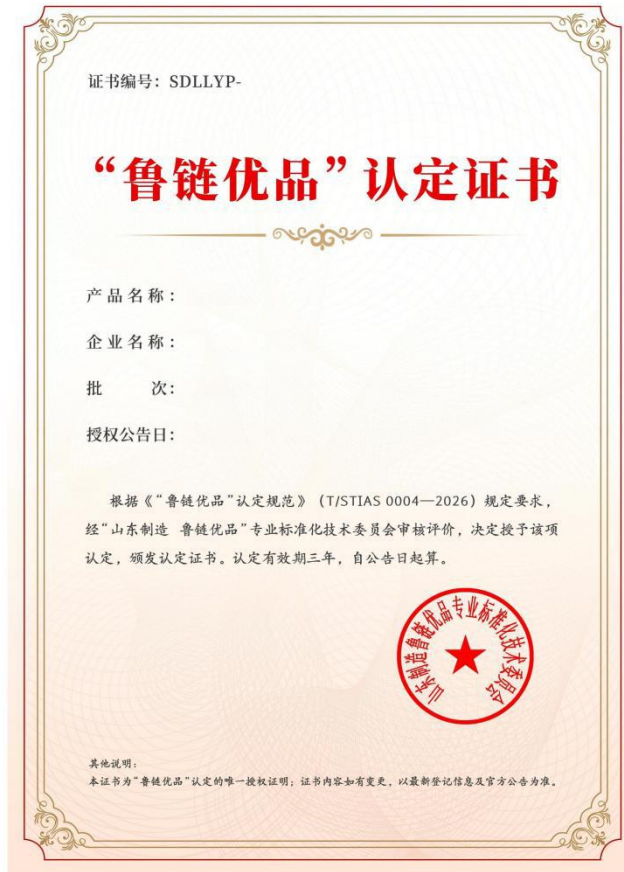 证书编号：SDLLYP-
“鲁链优品”认定证书
产品名称：
企业名称：
批 次：
授权公告日：
根据《“鲁链优品”认定规范》（T/STIAS 0004—2026）规定要求，
经“山东制造 鲁链优品”专业标准化技术委员会审核评价，决定授予该项
认定，颁发认定证书。认定有效期三年，自公告日起算。
山东制造鲁链优品专业标准化技术委员会
其他说明：
本证书为“鲁链优品”认定的唯一授权证明；证书内容如有变更，以最新登记信息及官方公告为准。